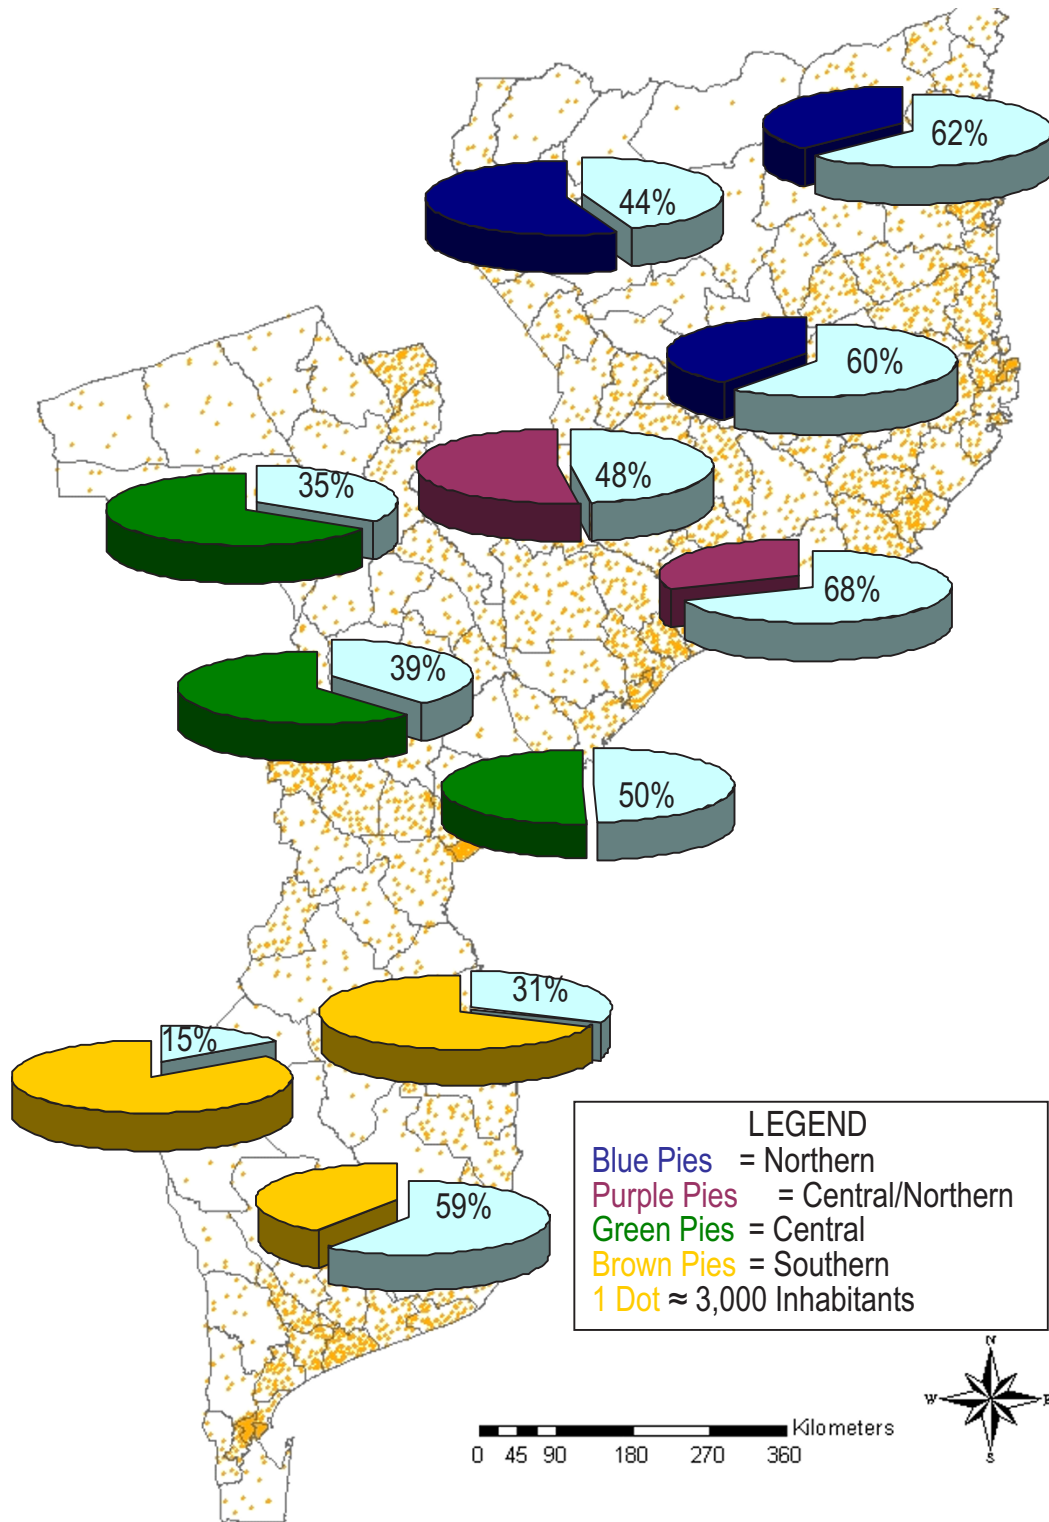 62%
44%
60%
48%
35%
68%
39%
50%
31%
15%
59%
LEGEND
Blue Pies = Northern
Purple Pies = Central/Northern
Green Pies = Central
Brown Pies = Southern
1 Dot ≈ 3,000 Inhabitants
N
W E
S
Kilometers
0 45 90 180 270 360